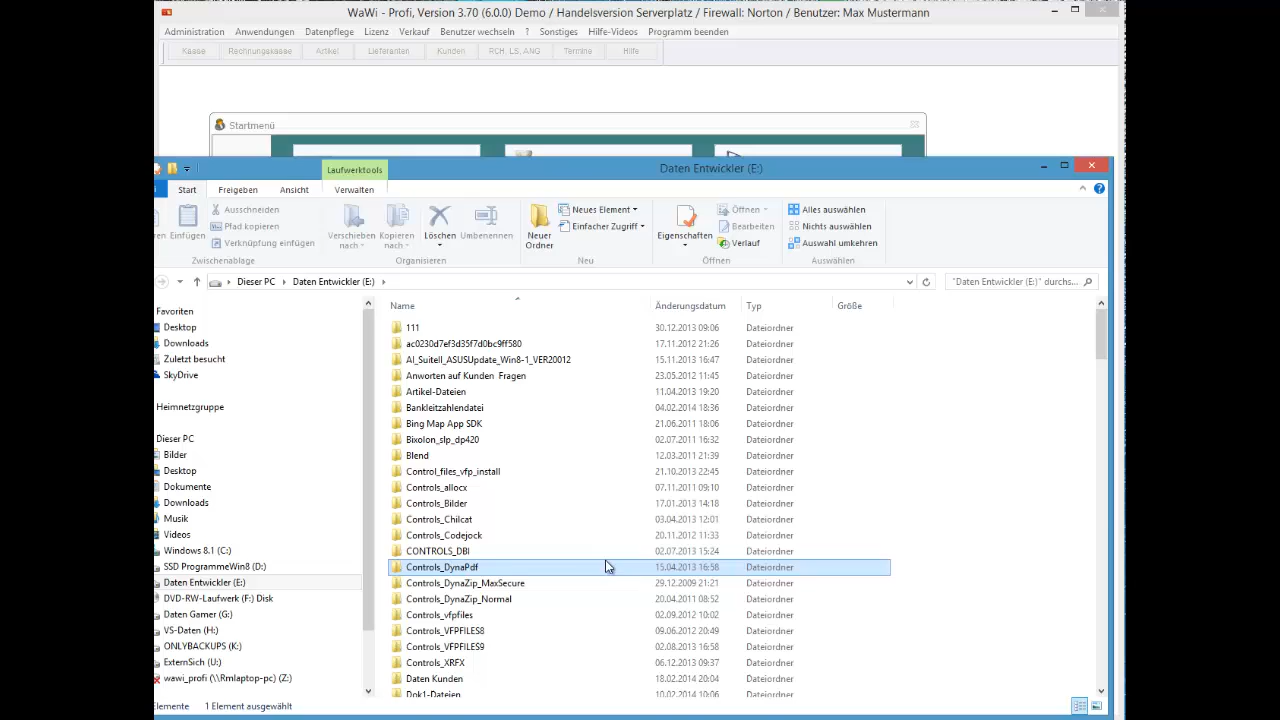 WaWi - Profi, Version 3.70 (6.0.0) Demo / Handelsversion Serverplatz / Firewall: Norton / Benutzer: Max Mustermann
Administration Anwendungen Datenpflege Lizenz Verkauf Benutzer wechseln ? Sonstiges Hilfe-Videos Programm beenden
Kasse Rechnungskasse Artikel Lieferanten Kunden RCH, LS, ANG Termine Hilfe
Startmenü
Laufwerktools
Daten Entwickler (E:)
Start Freigeben Ansicht Verwalten
Einfügen
Ausschneiden
Pfad kopieren
Verknüpfung einfügen
Zwischenablage
Verschieben nach
Kopieren nach
Löschen
Umbenennen
Organisieren
Neuer Ordner
Neues Element
Einfacher Zugriff
Neu
Eigenschaften
Öffnen
Bearbeiten
Verlauf
Öffnen
Alles auswählen
Nichts auswählen
Auswahl umkehren
Auswählen
Dieser PC Daten Entwickler (E:)
"Daten Entwickler (E:)" durchs...
Favoriten
Desktop
Downloads
Zuletzt besucht
SkyDrive
Heimnetzgruppe
Dieser PC
Bilder
Desktop
Dokumente
Downloads
Musik
Videos
Windows 8.1 (C:)
SSD ProgrammeWin8 (D:)
Daten Entwickler (E:)
DVD-RW-Laufwerk (F:) Disk
Daten Gamer (G:)
VS-Daten (H:)
ONLYBACKUPS (K:)
ExternSich (U:)
wawi_profi (\\Rmlaptop-pc) (Z:)
Name Änderungsdatum Typ Größe
111 30.12.2013 09:06 Dateiordner
ac0230d7ef3d35f7d0bc9ff580 17.11.2012 21:26 Dateiordner
AI_SuiteII_ASUSUpdate_Win8-1_VER20012 15.11.2013 16:47 Dateiordner
Anworten auf Kunden Fragen 23.05.2012 11:45 Dateiordner
Artikel-Dateien 11.04.2013 19:20 Dateiordner
Bankleitzahlendatei 04.02.2014 18:36 Dateiordner
Bing Map App SDK 21.06.2011 18:06 Dateiordner
Bixolon_slp_dp420 02.07.2011 16:32 Dateiordner
Blend 12.03.2011 21:39 Dateiordner
Control_files_vfp_install 21.10.2013 22:45 Dateiordner
Controls_allocx 07.11.2011 09:10 Dateiordner
Controls_Bilder 17.01.2013 14:18 Dateiordner
Controls_Chilcat 03.04.2013 12:01 Dateiordner
Controls_Codejock 20.11.2012 11:33 Dateiordner
CONTROLS_DBI 02.07.2013 15:24 Dateiordner
Controls_DynaPdf 15.04.2013 16:58 Dateiordner
Controls_DynaZip_MaxSecure 29.12.2009 21:21 Dateiordner
Controls_DynaZip_Normal 20.04.2011 08:52 Dateiordner
Controls_vfpfiles 02.09.2012 10:02 Dateiordner
Controls_VFPFILES8 09.06.2012 20:49 Dateiordner
Controls_VFPFILES9 02.08.2013 16:58 Dateiordner
Controls_XRFX 06.12.2013 09:37 Dateiordner
Daten Kunden 18.02.2014 20:04 Dateiordner
Dok1-Dateien 10.02.2014 10:06 Dateiordner
1 Element ausgewählt